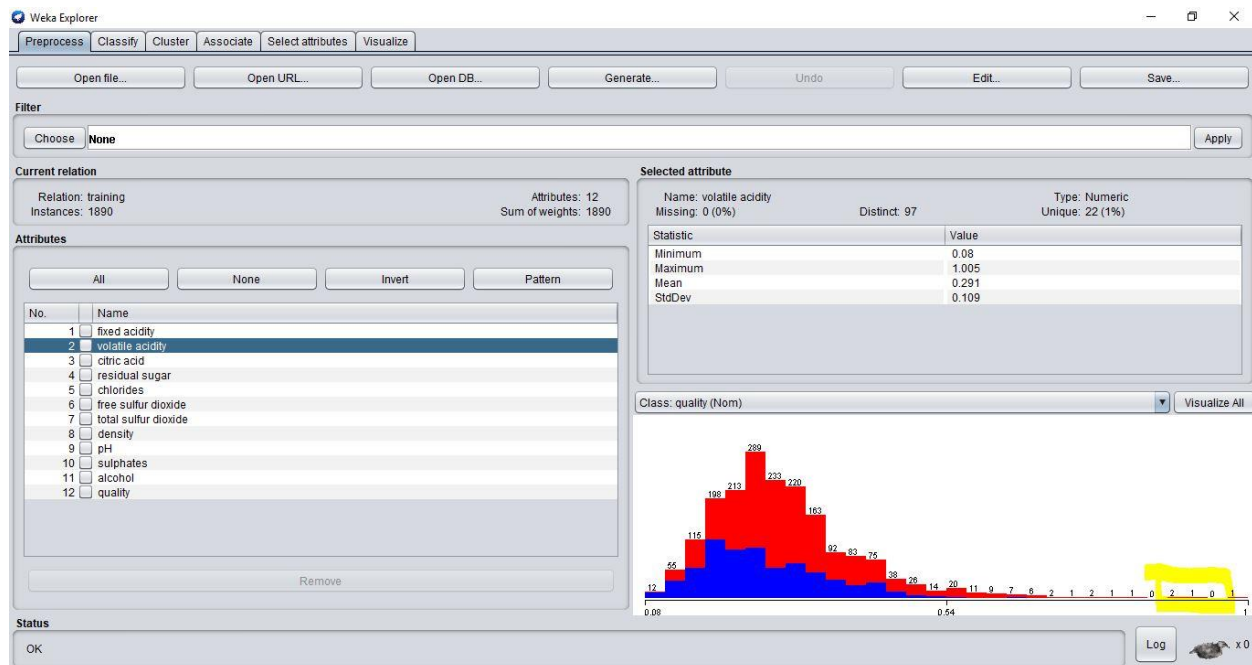 Weka Explorer
Preprocess Classify Cluster Associate Select attributes Visualize
Open file... Open URL... Open DB... Generate... Undo Edit... Save...
Filter
Choose None Apply
Current relation
Relation: training Attributes: 12
Instances: 1890 Sum of weights: 1890
Attributes
All None Invert Pattern
No. Name
1 fixed acidity
2 volatile acidity
3 citric acid
4 residual sugar
5 chlorides
6 free sulfur dioxide
7 total sulfur dioxide
8 density
9 pH
10 sulphates
11 alcohol
12 quality
Remove
Selected attribute
Name: volatile acidity Type: Numeric
Missing: 0 (0%) Distinct: 97 Unique: 22 (1%)
Statistic Value
Minimum 0.08
Maximum 1.005
Mean 0.291
StdDev 0.109
Class: quality (Nom) Visualize All
12 55 115 198 213 289 233 220 163 92 83 75 38 26 14 20 11 9 7 6 2 1 2 1 1 0 2 1 0 1
0.08 0.54 1
Status
OK Log x 0